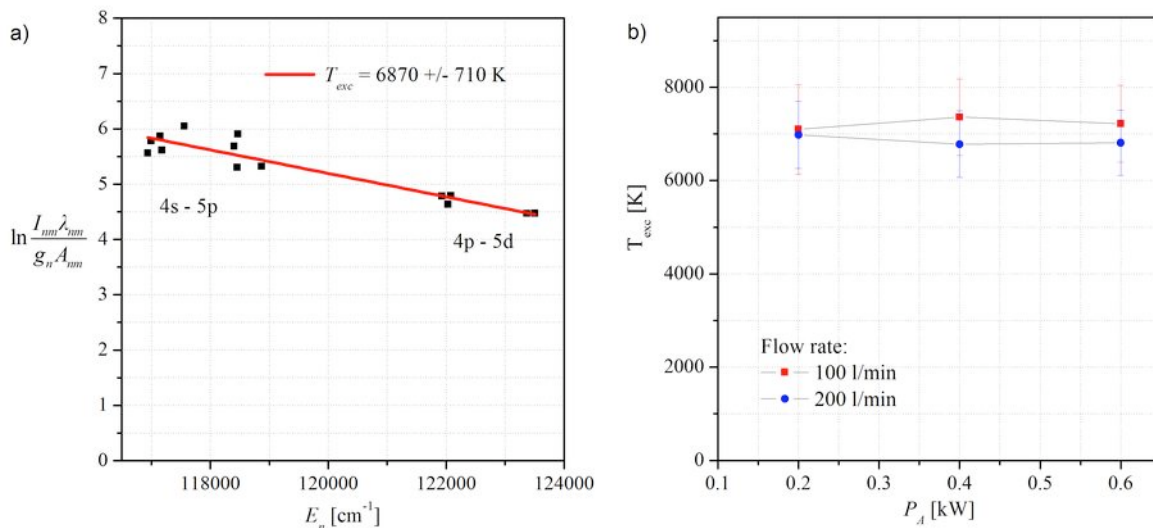 a)
8
7
6
5
4
3
2
1
0
T_exc = 6870 +/- 710 K
4s - 5p
4p - 5d
ln I_nm λ_nm / g_n A_nm
118000 120000 122000 124000
E_n [cm⁻¹]
b)
8000
6000
4000
2000
0
T_exc [K]
Flow rate:
100 l/min
200 l/min
0.1 0.2 0.3 0.4 0.5 0.6
P_A [kW]